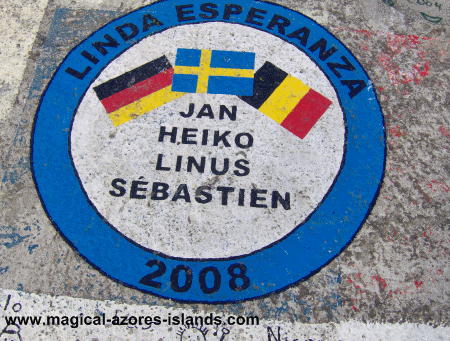 LINDA ESPERANZA
JAN
HEIKO
LINUS
SÉBASTIEN
2008
www.magical-azores-islands.com